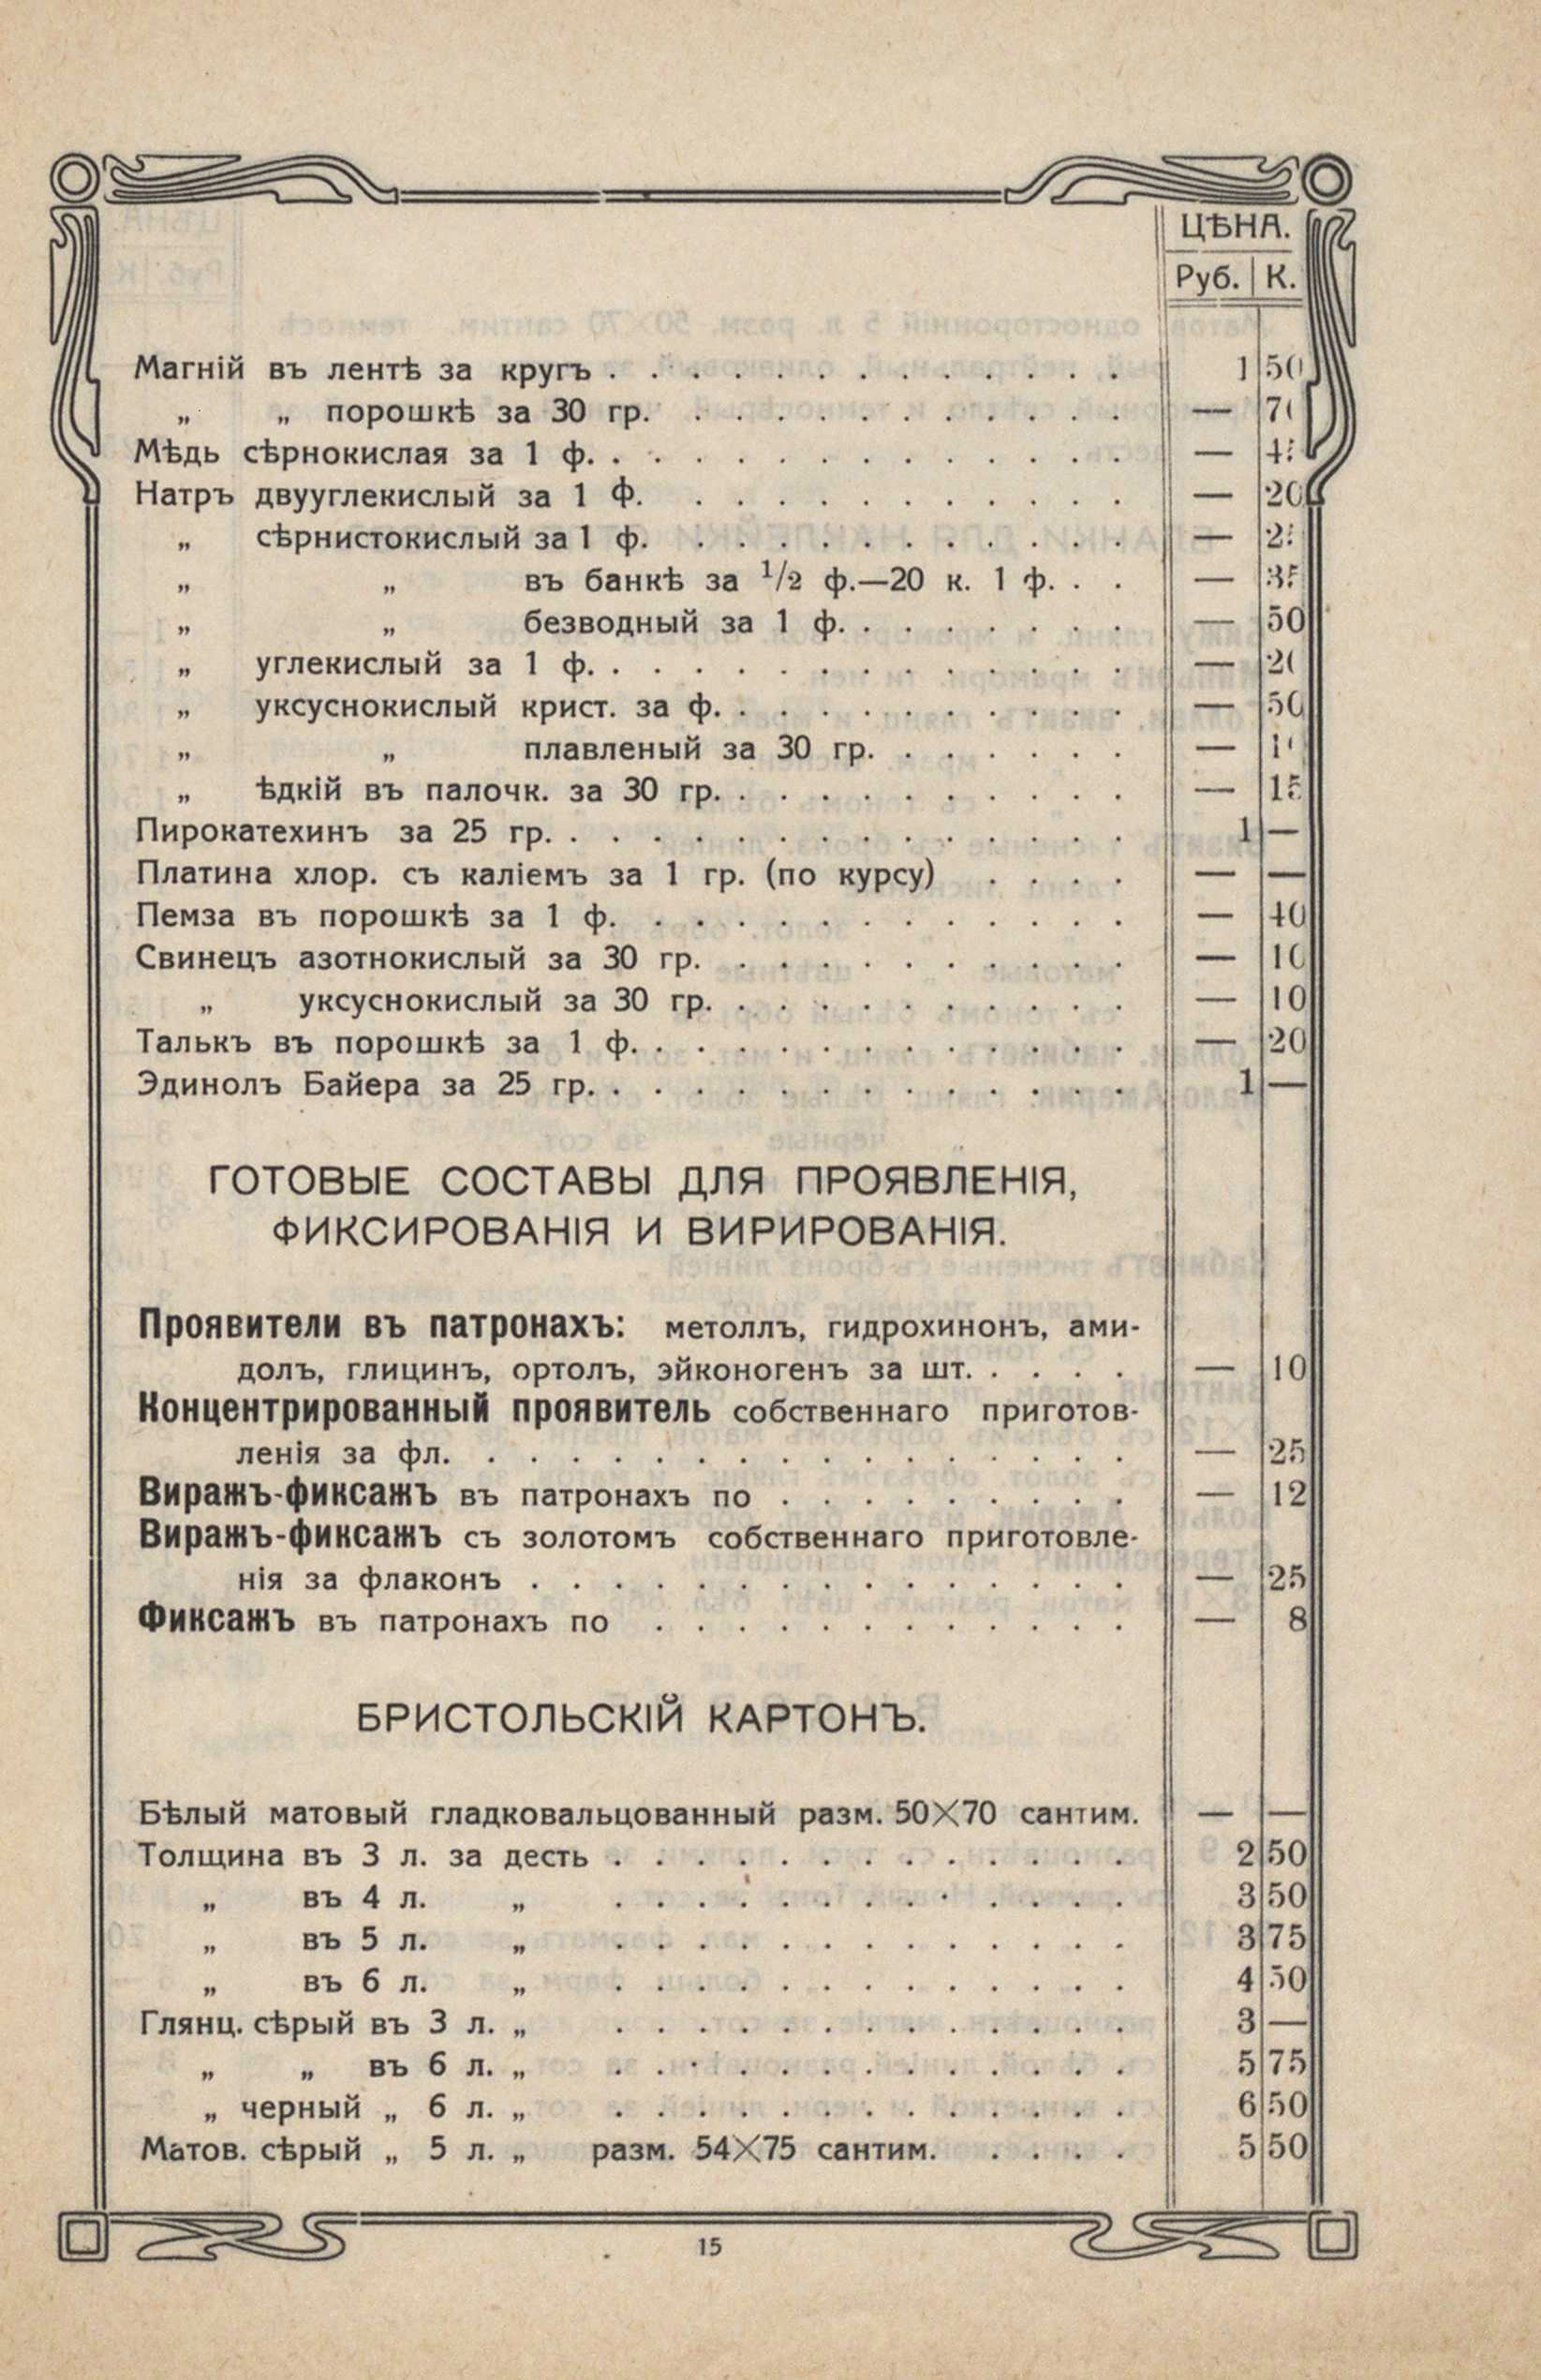 ЦѢНА.
Руб. К.
Магній въ лентѣ за кругъ . . . . . . . . . . . . . 1 50
„ „ порошкѣ за 30 гр. . . . . . . . . . . . —
Мѣдь сѣрнокислая за 1 ф. . . . . . . . . . . . . . —
Натръ двууглекислый за 1 ф. . . . . . . . . . . . — 20
„ сѣрнистокислый за 1 ф. . . . . . . . . . . . —
„ „ въ банкѣ за 1/2 ф.—20 к. 1 ф. . . — 35
„ „ безводный за 1 ф. . . . . . . . — 50
„ углекислый за 1 ф. . . . . . . . . . . . . . —
„ уксуснокислый крист. за ф. . . . . . . . . . . — 50
„ „ плавленый за 30 гр. . . . . . . —
„ ѣдкій въ палочк. за 30 гр. . . . . . . . . . . — 15
Пирокатехинъ за 25 гр. . . . . . . . . . . . . . . 1 —
Платина хлор. съ каліемъ за 1 гр. (по курсу) . . . . — —
Пемза въ порошкѣ за 1 ф. . . . . . . . . . . . . — 40
Свинецъ азотнокислый за 30 гр. . . . . . . . . . . — 10
„ уксуснокислый за 30 гр. . . . . . . . . . . — 10
Талькъ въ порошкѣ за 1 ф. . . . . . . . . . . . . — 20
Эдинолъ Байера за 25 гр. . . . . . . . . . . . . . 1 —
ГОТОВЫЕ СОСТАВЫ ДЛЯ ПРОЯВЛЕНІЯ,
ФИКСИРОВАНІЯ И ВИРИРОВАНІЯ.
Проявители въ патронахъ: метоллъ, гидрохинонъ, ами-
долъ, глицинъ, ортолъ, эйконогенъ за шт. . . . . — 10
Концентрированный проявитель собственнаго приготов-
ленія за фл. . . . . . . . . . . . . . . . . — 25
Виражъ-фиксажъ въ патронахъ по . . . . . . . . . — 12
Виражъ-фиксажъ съ золотомъ собственнаго приготовле-
нія за флаконъ . . . . . . . . . . . . . . . — 25
Фиксажъ въ патронахъ по . . . . . . . . . . . . — 8
БРИСТОЛЬСКІЙ КАРТОНЪ.
Бѣлый матовый гладковальцованный разм. 50×70 сантим. — —
Толщина въ 3 л. за десть . . . . . . . . . . . . . 2 50
„ въ 4 л. „ . . . . . . . . . . . . . 3 50
„ въ 5 л. „ . . . . . . . . . . . . . 3 75
„ въ 6 л. „ . . . . . . . . . . . . . 4 50
Глянц. сѣрый въ 3 л. „ . . . . . . . . . . . . . 3 —
„ „ въ 6 л. „ . . . . . . . . . . . . . 5 75
„ черный „ 6 л. „ . . . . . . . . . . . . . 6 50
Матов. сѣрый „ 5 л. „ разм. 54×75 сантим. . . . . 5 50
15